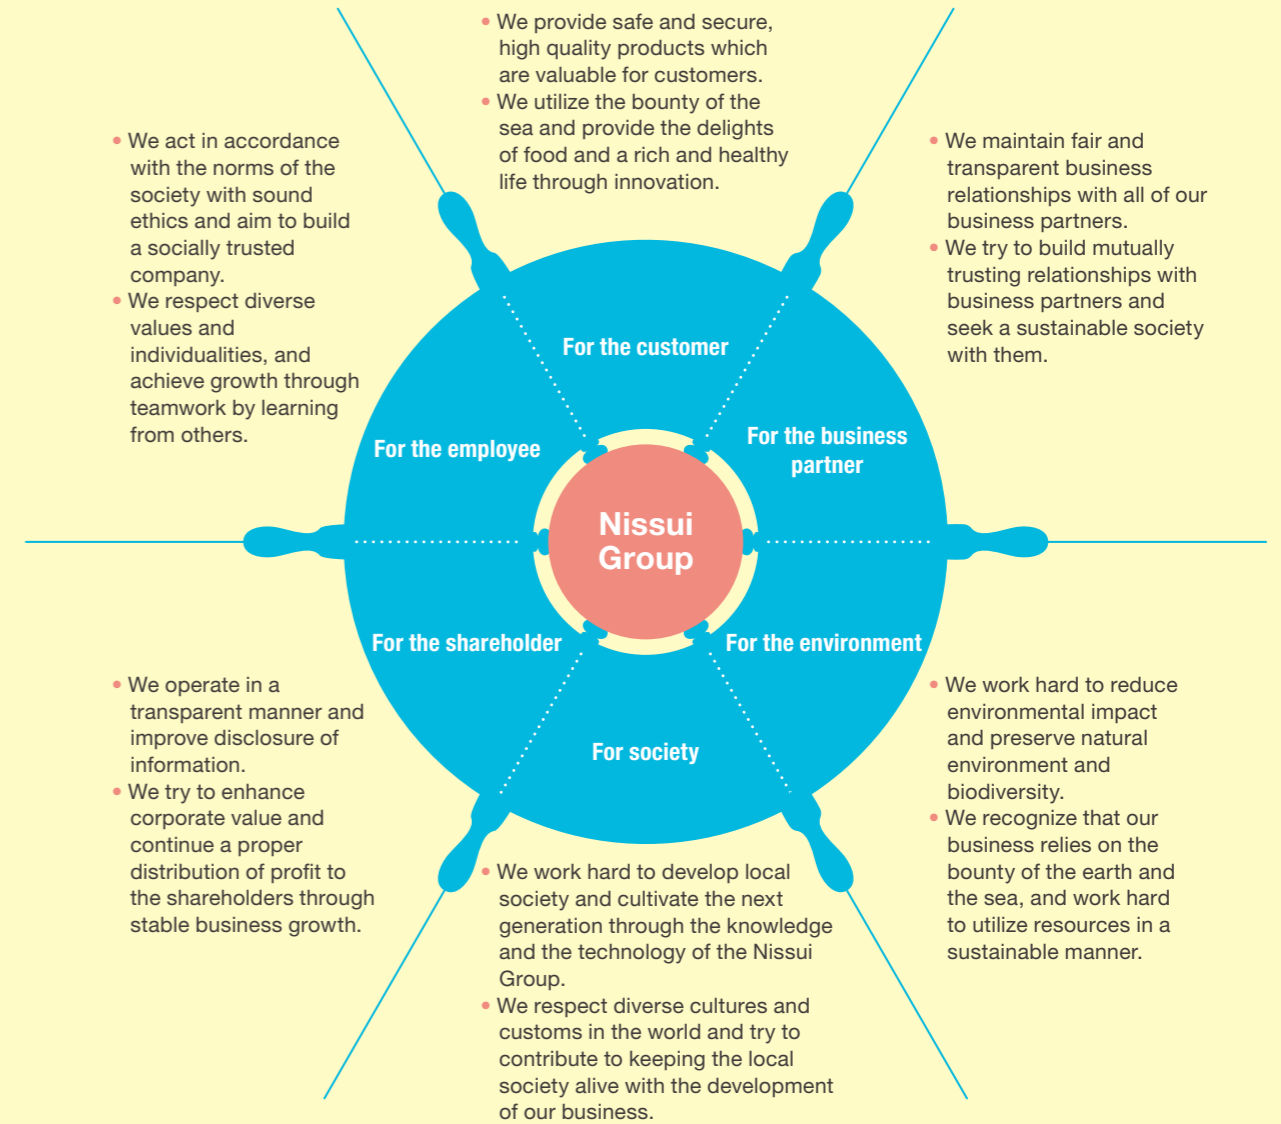 • We provide safe and secure,
high quality products which
are valuable for customers.
• We utilize the bounty of the
sea and provide the delights
of food and a rich and healthy
life through innovation.
• We act in accordance
with the norms of the
society with sound
ethics and aim to build
a socially trusted
company.
• We respect diverse
values and
individualities, and
achieve growth through
teamwork by learning
from others.
• We maintain fair and
transparent business
relationships with all of our
business partners.
• We try to build mutually
trusting relationships with
business partners and
seek a sustainable society
with them.
For the customer
For the employee
For the business
partner
Nissui
Group
For the shareholder
For the environment
For society
• We operate in a
transparent manner and
improve disclosure of
information.
• We try to enhance
corporate value and
continue a proper
distribution of profit to
the shareholders through
stable business growth.
• We work hard to reduce
environmental impact
and preserve natural
environment and
biodiversity.
• We recognize that our
business relies on the
bounty of the earth and
the sea, and work hard
to utilize resources in a
sustainable manner.
• We work hard to develop local
society and cultivate the next
generation through the knowledge
and the technology of the Nissui
Group.
• We respect diverse cultures and
customs in the world and try to
contribute to keeping the local
society alive with the development
of our business.